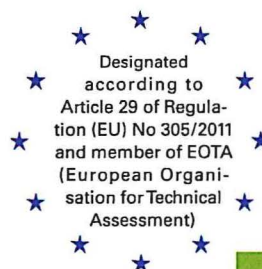 Designated
according to
Article 29 of Regula-
tion (EU) No 305/2011
and member of EOTA
(European Organi-
sation for Technical
Assessment)